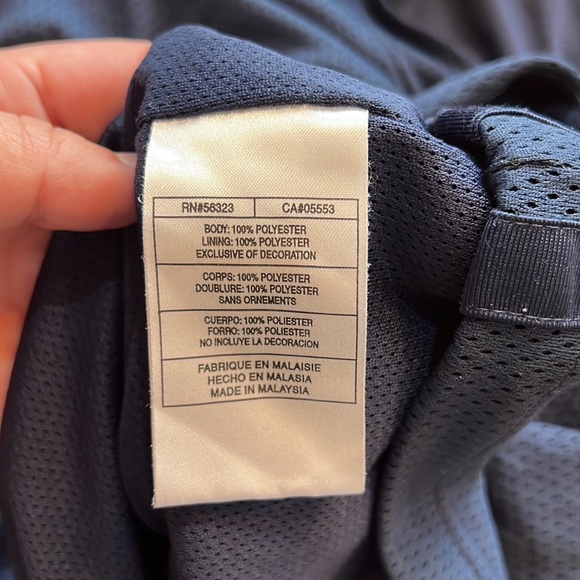 RN#56323 CA#05553
BODY: 100% POLYESTER
LINING: 100% POLYESTER
EXCLUSIVE OF DECORATION
CORPS: 100% POLYESTER
DOUBLURE: 100% POLYESTER
SANS ORNEMENTS
CUERPO: 100% POLIESTER
FORRO: 100% POLIESTER
NO INCLUYE LA DECORACION
FABRIQUE EN MALAISIE
HECHO EN MALASIA
MADE IN MALAYSIA